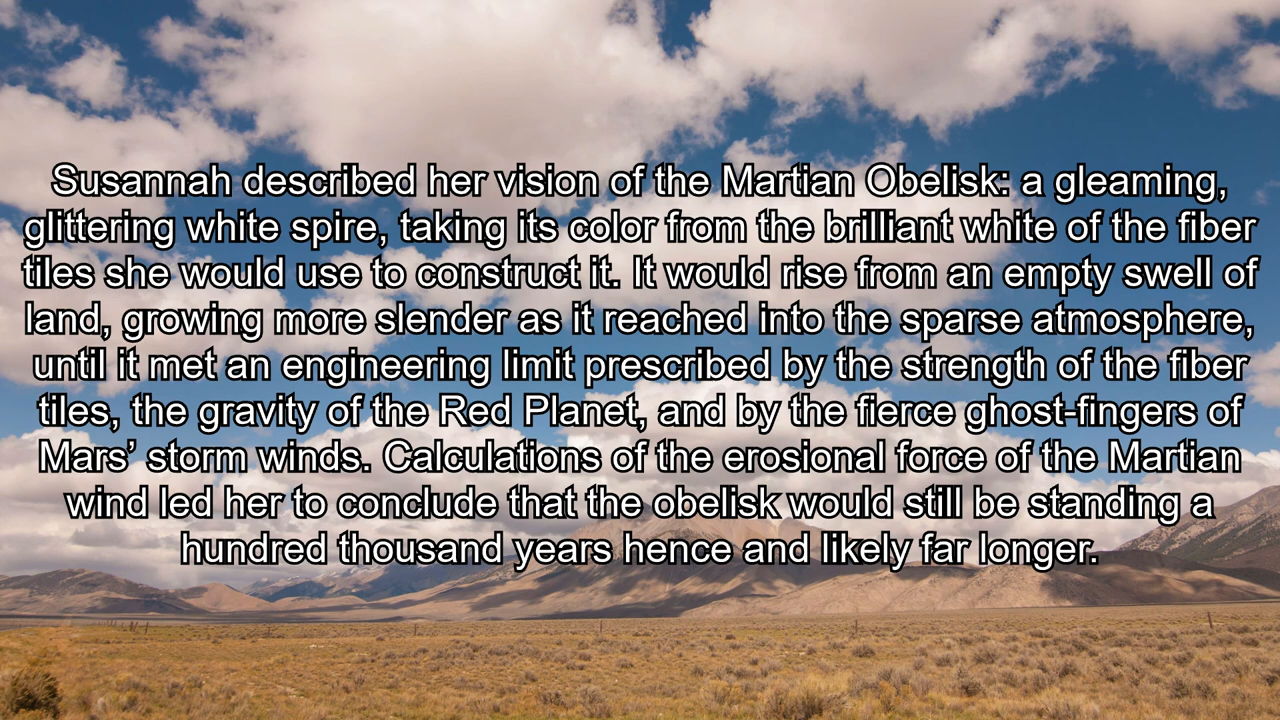 Susannah described her vision of the Martian Obelisk: a gleaming,
glittering white spire, taking its color from the brilliant white of the fiber
tiles she would use to construct it. It would rise from an empty swell of
land, growing more slender as it reached into the sparse atmosphere,
until it met an engineering limit prescribed by the strength of the fiber
tiles, the gravity of the Red Planet, and by the fierce ghost-fingers of
Mars’ storm winds. Calculations of the erosional force of the Martian
wind led her to conclude that the obelisk would still be standing a
hundred thousand years hence and likely far longer.